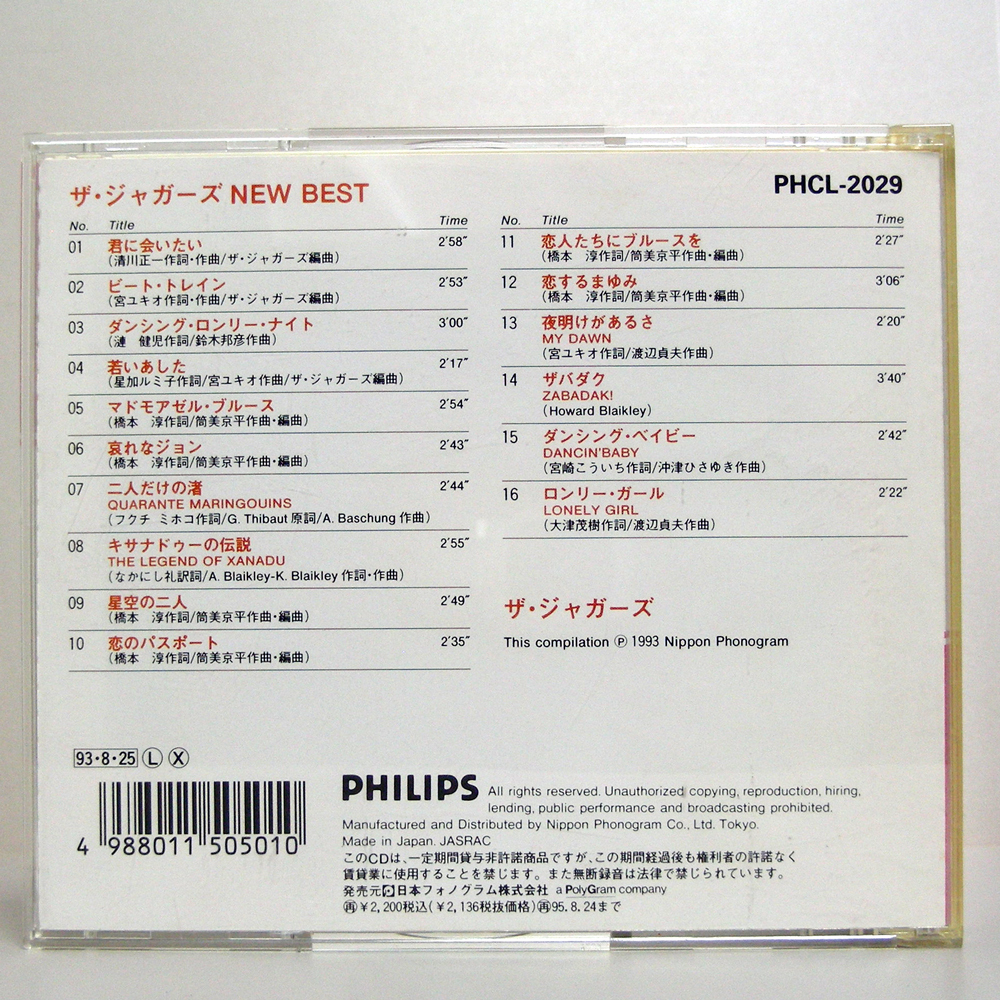 ザ・ジャガーズ NEW BEST
PHCL-2029
No. Title Time
01 君に会いたい 2′58″
(清川正一作詞・作曲/ザ・ジャガーズ編曲)
02 ビート・トレイン 2′53″
(宮ユキオ作詞・作曲/ザ・ジャガーズ編曲)
03 ダンシング・ロンリー・ナイト 3′00″
(漣 健児作詞/鈴木邦彦作曲)
04 若いあした 2′17″
(星加ルミ子作詞/宮ユキオ作曲/ザ・ジャガーズ編曲)
05 マドモアゼル・ブルース 2′54″
(橋本 淳作詞/筒美京平作曲・編曲)
06 哀れなジョン 2′43″
(橋本 淳作詞/筒美京平作曲・編曲)
07 二人だけの渚 2′44″
QUARANTE MARINGOUINS
(フクチ ミホコ作詞/G. Thibaut 原詞/A. Baschung 作曲)
08 キサナドゥーの伝説 2′55″
THE LEGEND OF XANADU
(なかにし礼訳詞/A. Blaikley-K. Blaikley 作詞・作曲)
09 星空の二人 2′49″
(橋本 淳作詞/筒美京平作曲・編曲)
10 恋のパスポート 2′35″
(橋本 淳作詞/筒美京平作曲・編曲)
No. Title Time
11 恋人たちにブルースを 2′27″
(橋本 淳作詞/筒美京平作曲・編曲)
12 恋するまゆみ 3′06″
(橋本 淳作詞/筒美京平作曲・編曲)
13 夜明けがあるさ 2′20″
MY DAWN
(宮ユキオ作詞/渡辺貞夫作曲)
14 ザバダク 3′40″
ZABADAK!
(Howard Blaikley)
15 ダンシング・ベイビー 2′42″
DANCIN'BABY
(宮崎こういち作詞/沖津ひさゆき作曲)
16 ロンリー・ガール 2′22″
LONELY GIRL
(大津茂樹作詞/渡辺貞夫作曲)
ザ・ジャガーズ
This compilation Ⓟ 1993 Nippon Phonogram
93・8・25 Ⓛ Ⓧ
4 988011 505010
PHILIPS All rights reserved. Unauthorized copying, reproduction, hiring,
lending, public performance and broadcasting prohibited.
Manufactured and Distributed by Nippon Phonogram Co., Ltd. Tokyo.
Made in Japan. JASRAC
このCDは、一定期間貸与非許諾商品ですが、この期間経過後も権利者の許諾なく
賃貸業に使用することを禁じます。また無断録音は法律で禁じられています。
発売元 日本フォノグラム株式会社 a PolyGram company
再￥2,200税込(￥2,136税抜価格)再95.8.24まで